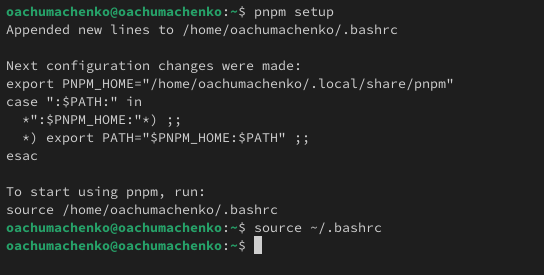 oachumachenko@oachumachenko:~$ pnpm setup
Appended new lines to /home/oachumachenko/.bashrc

Next configuration changes were made:
export PNPM_HOME="/home/oachumachenko/.local/share/pnpm"
case ":$PATH:" in
  *":$PNPM_HOME:"*) ;;
  *) export PATH="$PNPM_HOME:$PATH" ;;
esac

To start using pnpm, run:
source /home/oachumachenko/.bashrc
oachumachenko@oachumachenko:~$ source ~/.bashrc
oachumachenko@oachumachenko:~$